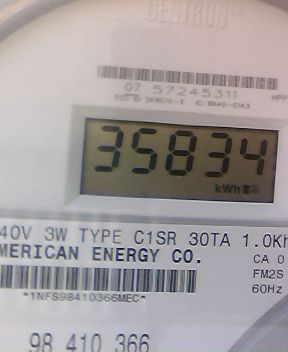 CENTRON®
07 57245311
35834
kWh
40V 3W TYPE C1SR 30TA 1.0Kh
MERICAN ENERGY CO.
CA 0
*1NFS98410366MEC*
FM2S
60Hz
98 410 366